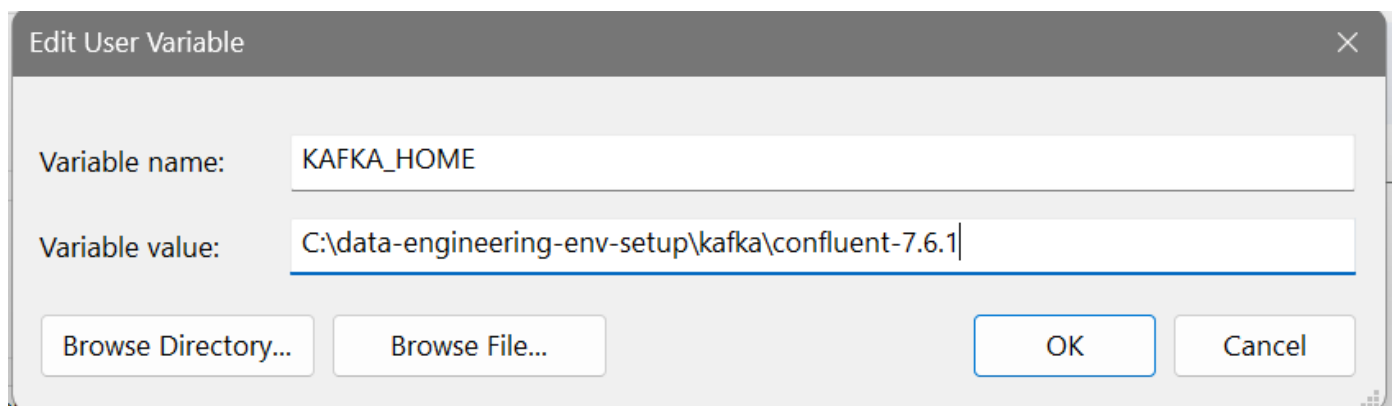 Edit User Variable
Variable name: KAFKA_HOME
Variable value: C:\data-engineering-env-setup\kafka\confluent-7.6.1
Browse Directory... Browse File... OK Cancel